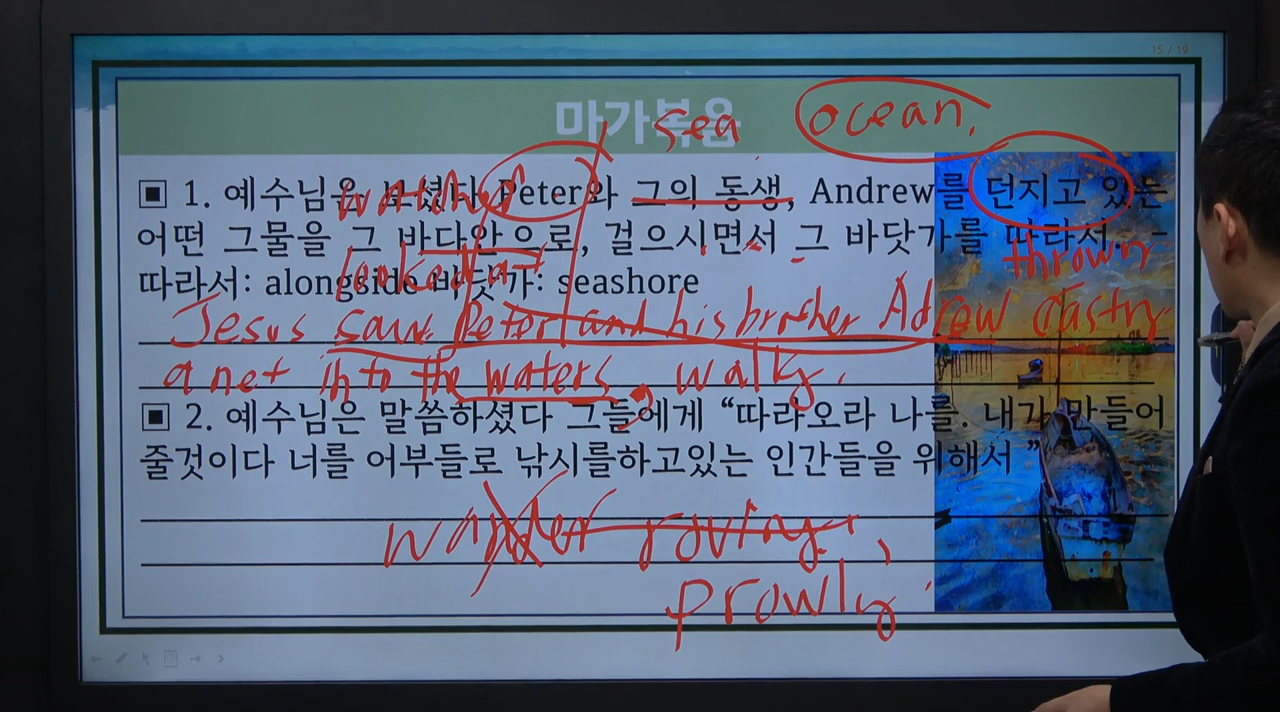 15 / 19
마가복음
sea ocean.
■ 1. 예수님은 보셨다 Peter와 그의 동생, Andrew를 던지고 있는
어떤 그물을 그 바다안으로, 걸으시면서 그 바닷가를 따라서. -
looked at thrown
따라서: alongside 바닷가: seashore
Jesus saw Peter and his brother Adrew
a net into the waters, walk
■ 2. 예수님은 말씀하셨다 그들에게 “따라오라 나를. 내가 만들어
줄것이다 너를 어부들로 낚시를하고있는 인간들을 위해서 ”
wander roving.
prowl